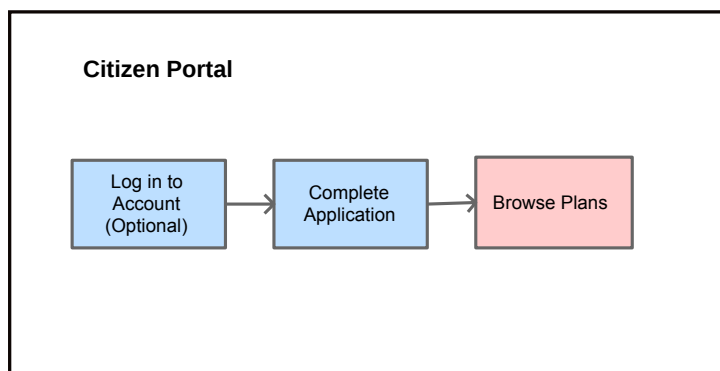 Citizen Portal
Log in to
Account
(Optional)
Complete
Application
Browse Plans